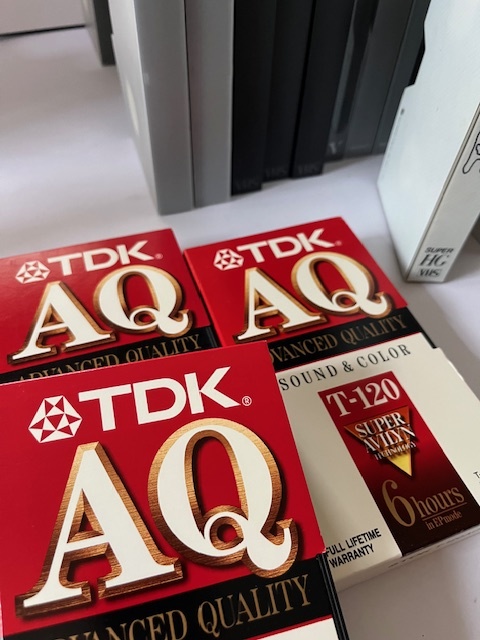 TDK
AQ
ADVANCED QUALITY
TDK
AQ
ADVANCED QUALITY
SOUND & COLOR
T-120
SUPER
AVILYN
TECHNOLOGY
6 hours
in EP mode
FULL LIFETIME
WARRANTY
TDK®
AQ
ADVANCED QUALITY
SUPER
HG
VHS